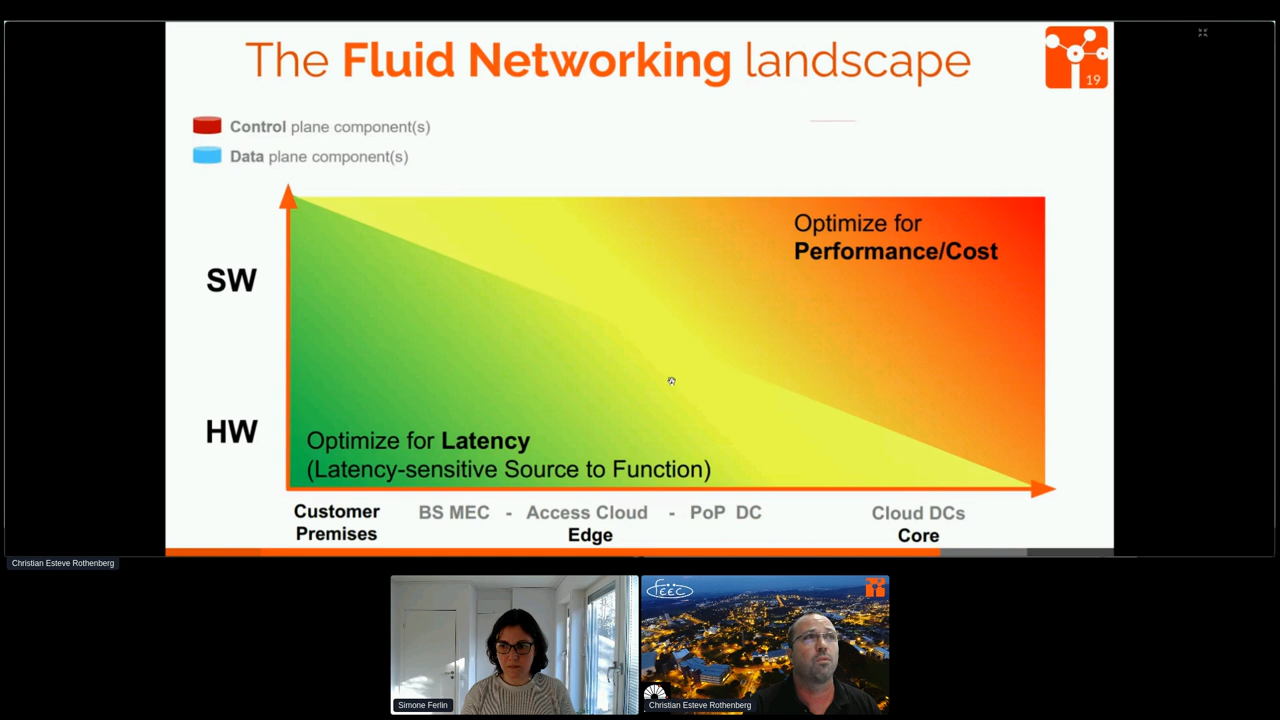 The Fluid Networking landscape
19
Control plane component(s)
Data plane component(s)
Optimize for
Performance/Cost
SW
HW
Optimize for Latency
(Latency-sensitive Source to Function)
Customer
Premises
BS MEC - Access Cloud - PoP DC
Edge
Cloud DCs
Core
Christian Esteve Rothenberg
feec
Simone Ferlin
Christian Esteve Rothenberg